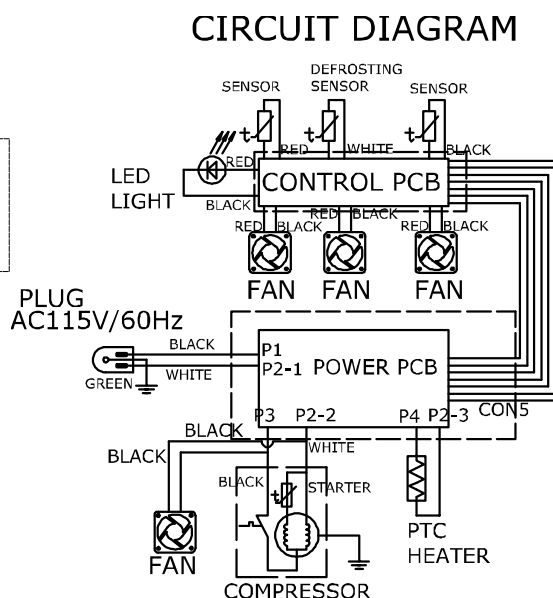 CIRCUIT DIAGRAM
SENSOR
DEFROSTING
SENSOR
SENSOR
t
t
t
RED
WHITE
BLACK
LED
LIGHT
RED
BLACK
CONTROL PCB
RED
BLACK
RED
BLACK
RED
BLACK
FAN
FAN
FAN
PLUG
AC115V/60Hz
BLACK
WHITE
GREEN
P1
P2-1
POWER PCB
P3
P2-2
P4
P2-3
CON5
BLACK
BLACK
WHITE
BLACK
t
STARTER
FAN
PTC
HEATER
COMPRESSOR